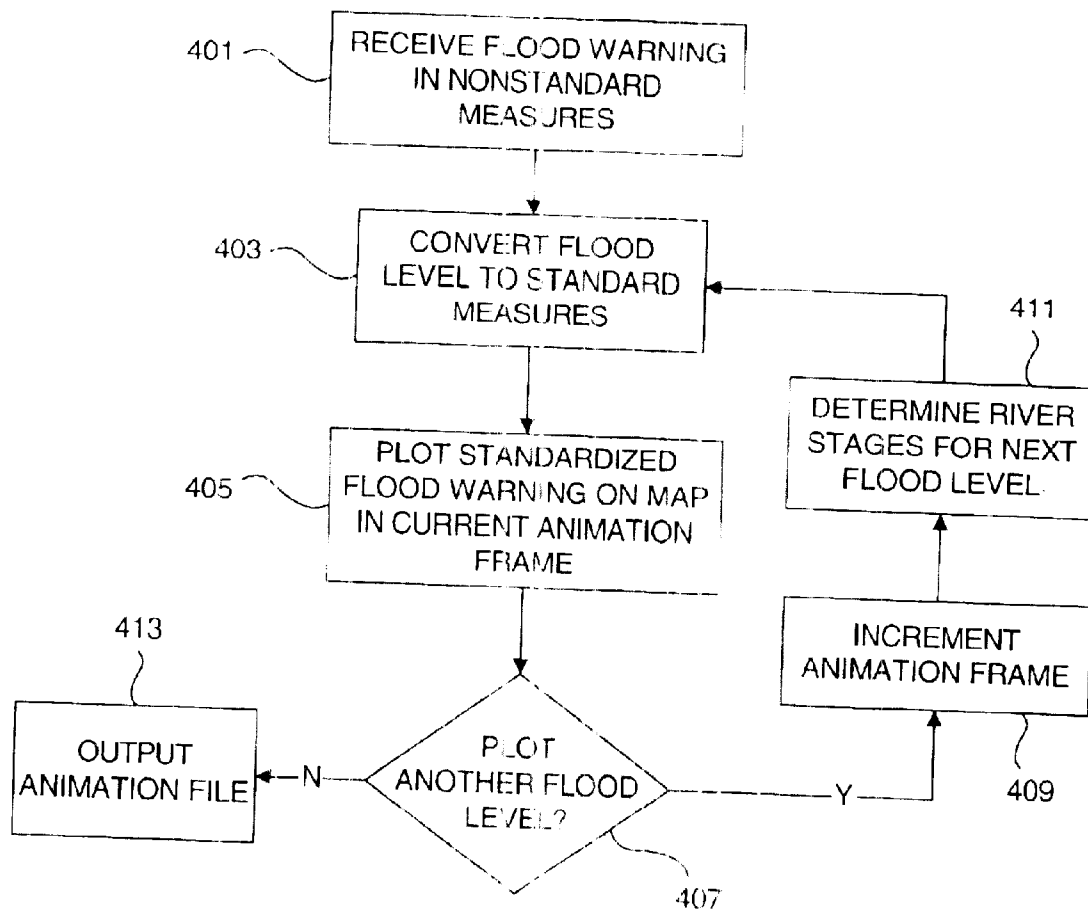 401
RECEIVE FLOOD WARNING
IN NONSTANDARD
MEASURES
403
CONVERT FLOOD
LEVEL TO STANDARD
MEASURES
405
PLOT STANDARDIZED
FLOOD WARNING ON MAP
IN CURRENT ANIMATION
FRAME
411
DETERMINE RIVER
STAGES FOR NEXT
FLOOD LEVEL
INCREMENT
ANIMATION FRAME
409
413
OUTPUT
ANIMATION FILE
N
PLOT
ANOTHER FLOOD
LEVEL?
Y
407